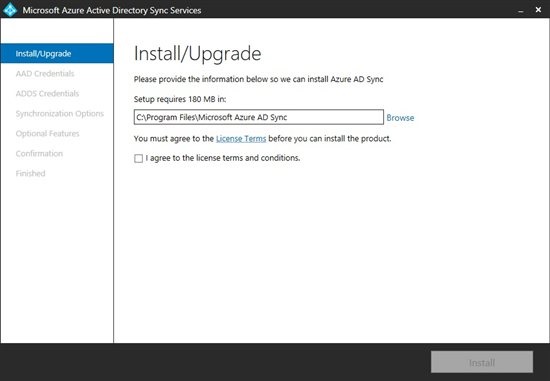 Microsoft Azure Active Directory Sync Services
Install/Upgrade
AAD Credentials
ADDS Credentials
Synchronization Options
Optional Features
Confirmation
Finished
Install/Upgrade
Please provide the information below so we can install Azure AD Sync
Setup requires 180 MB in:
C:\Program Files\Microsoft Azure AD Sync
Browse
You must agree to the License Terms before you can install the product.
I agree to the license terms and conditions.
Install